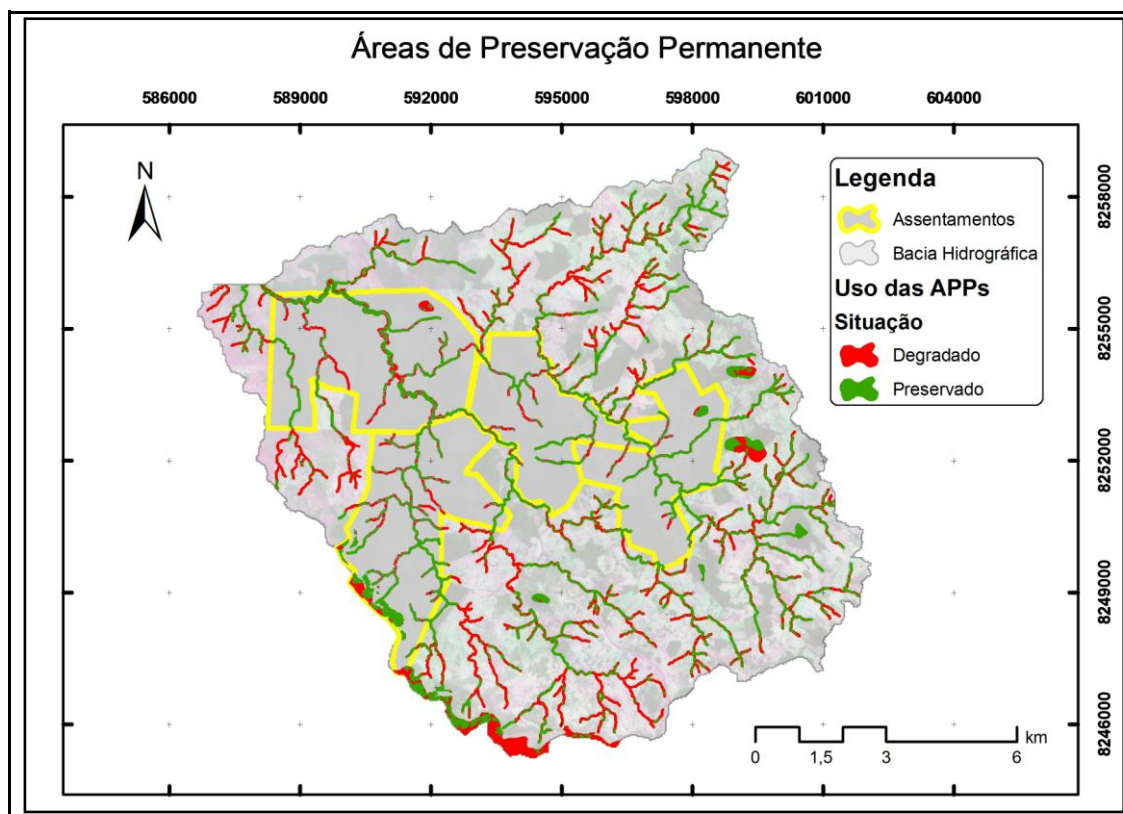 Áreas de Preservação Permanente
586000 589000 592000 595000 598000 601000 604000
N
Legenda
Assentamentos
Bacia Hidrográfica
Uso das APPs
Situação
Degradado
Preservado
8258000
8255000
8252000
8249000
8246000
km
0 1,5 3 6